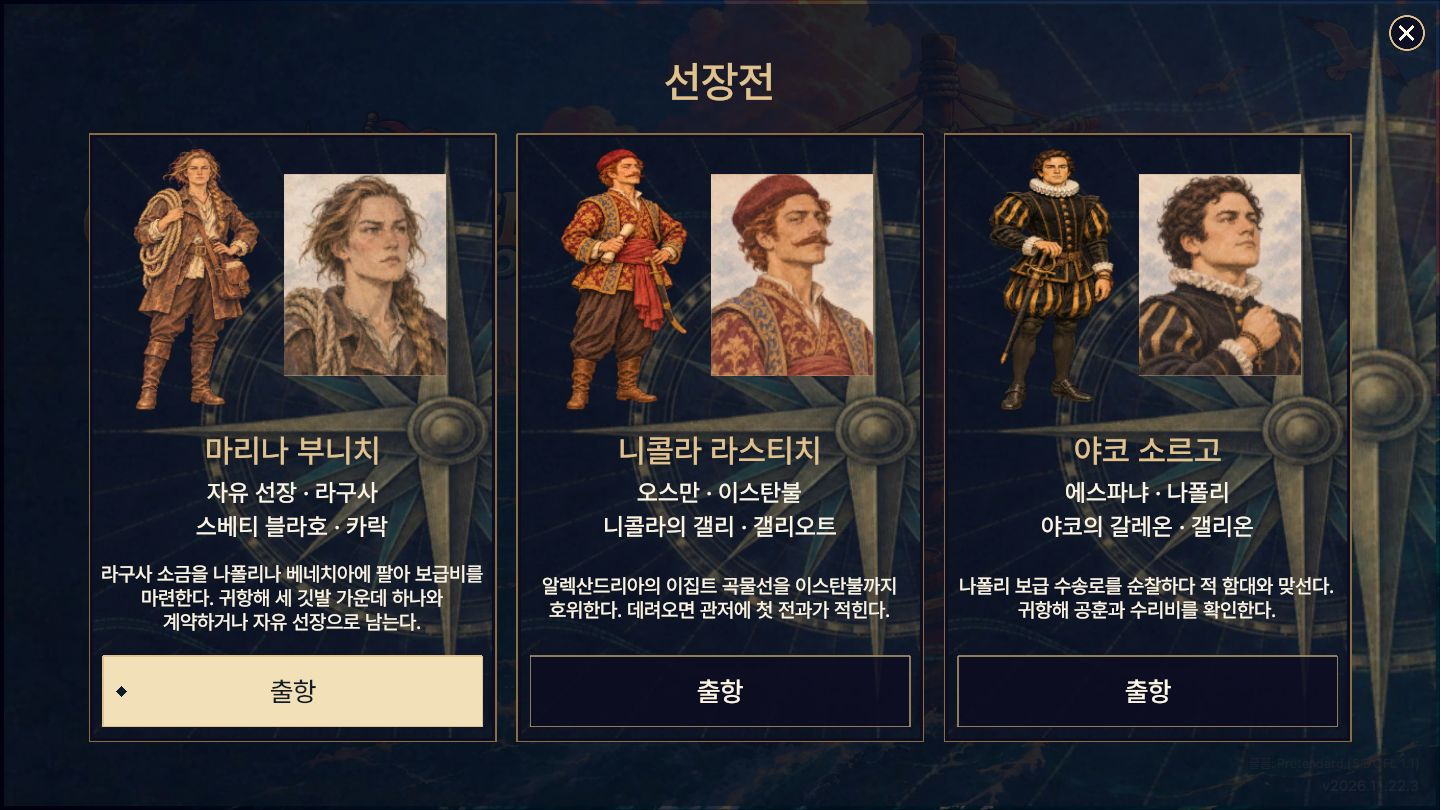 선장전
마리나 부니치
자유 선장 · 라구사
스베티 블라호 · 카락
라구사 소금을 나폴리나 베네치아에 팔아 보급비를
마련한다. 귀항해 세 깃발 가운데 하나와
계약하거나 자유 선장으로 남는다.
출항
니콜라 라스티치
오스만 · 이스탄불
니콜라의 갤리 · 갤리오트
알렉산드리아의 이집트 곡물선을 이스탄불까지
호위한다. 데려오면 관저에 첫 전과가 적힌다.
출항
야코 소르고
에스파냐 · 나폴리
야코의 갈레온 · 갤리온
나폴리 보급 수송로를 순찰하다 적 함대와 맞선다.
귀항해 공훈과 수리비를 확인한다.
출항
Pretendard